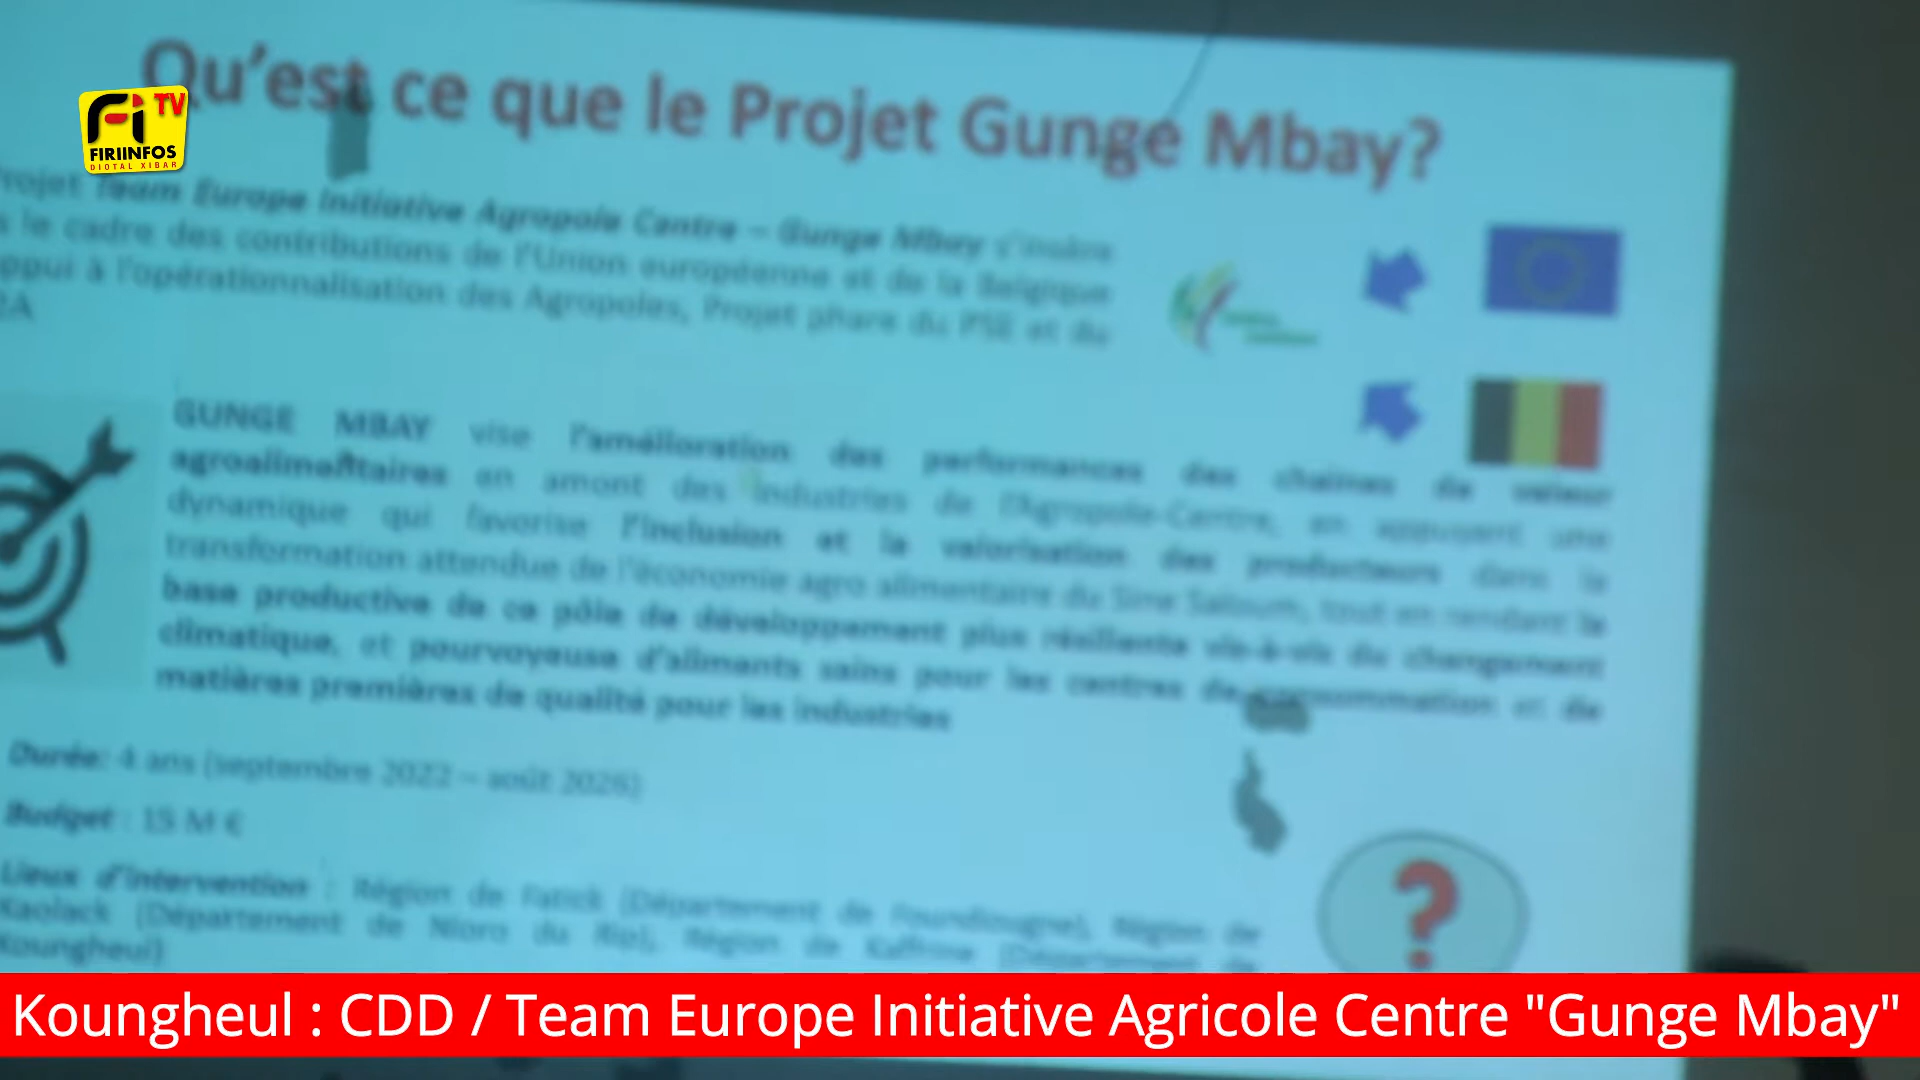 Qu'est ce que le Projet Gunge Mbay?
Fi TV
FIRIINFOS
DIOTAL XIBAR
Projet Team Europe Initiative Agropole Centre – Gunge Mbay s'insère
le cadre des contributions de l'Union européenne et de la Belgique
appui à l'opérationnalisation des Agropoles, Projet phare du PSE et du
2A
GUNGE MBAY vise l'amélioration des performances des chaines de valeur
agroalimentaires en amont des industries de l'Agropole-Centre, en appuyant une
dynamique qui favorise l'inclusion et la valorisation des producteurs dans la
transformation attendue de l'économie agro alimentaire du Sine Saloum, tout en rendant la
base productive de ce pôle de développement plus résiliente vis-à-vis du changement
climatique, et pourvoyeuse d'aliments sains pour les centres de consommation et de
matières premières de qualité pour les industries
Durée: 4 ans (septembre 2022 – août 2026)
Budget : 15 M €
Lieux d'intervention : Région de Fatick (Département de Foundiougne), Région de
Kaolack (Département de Nioro du Rip), Région de Kaffrine (Département de
Koungheul)
?
Koungheul : CDD / Team Europe Initiative Agricole Centre "Gunge Mbay"